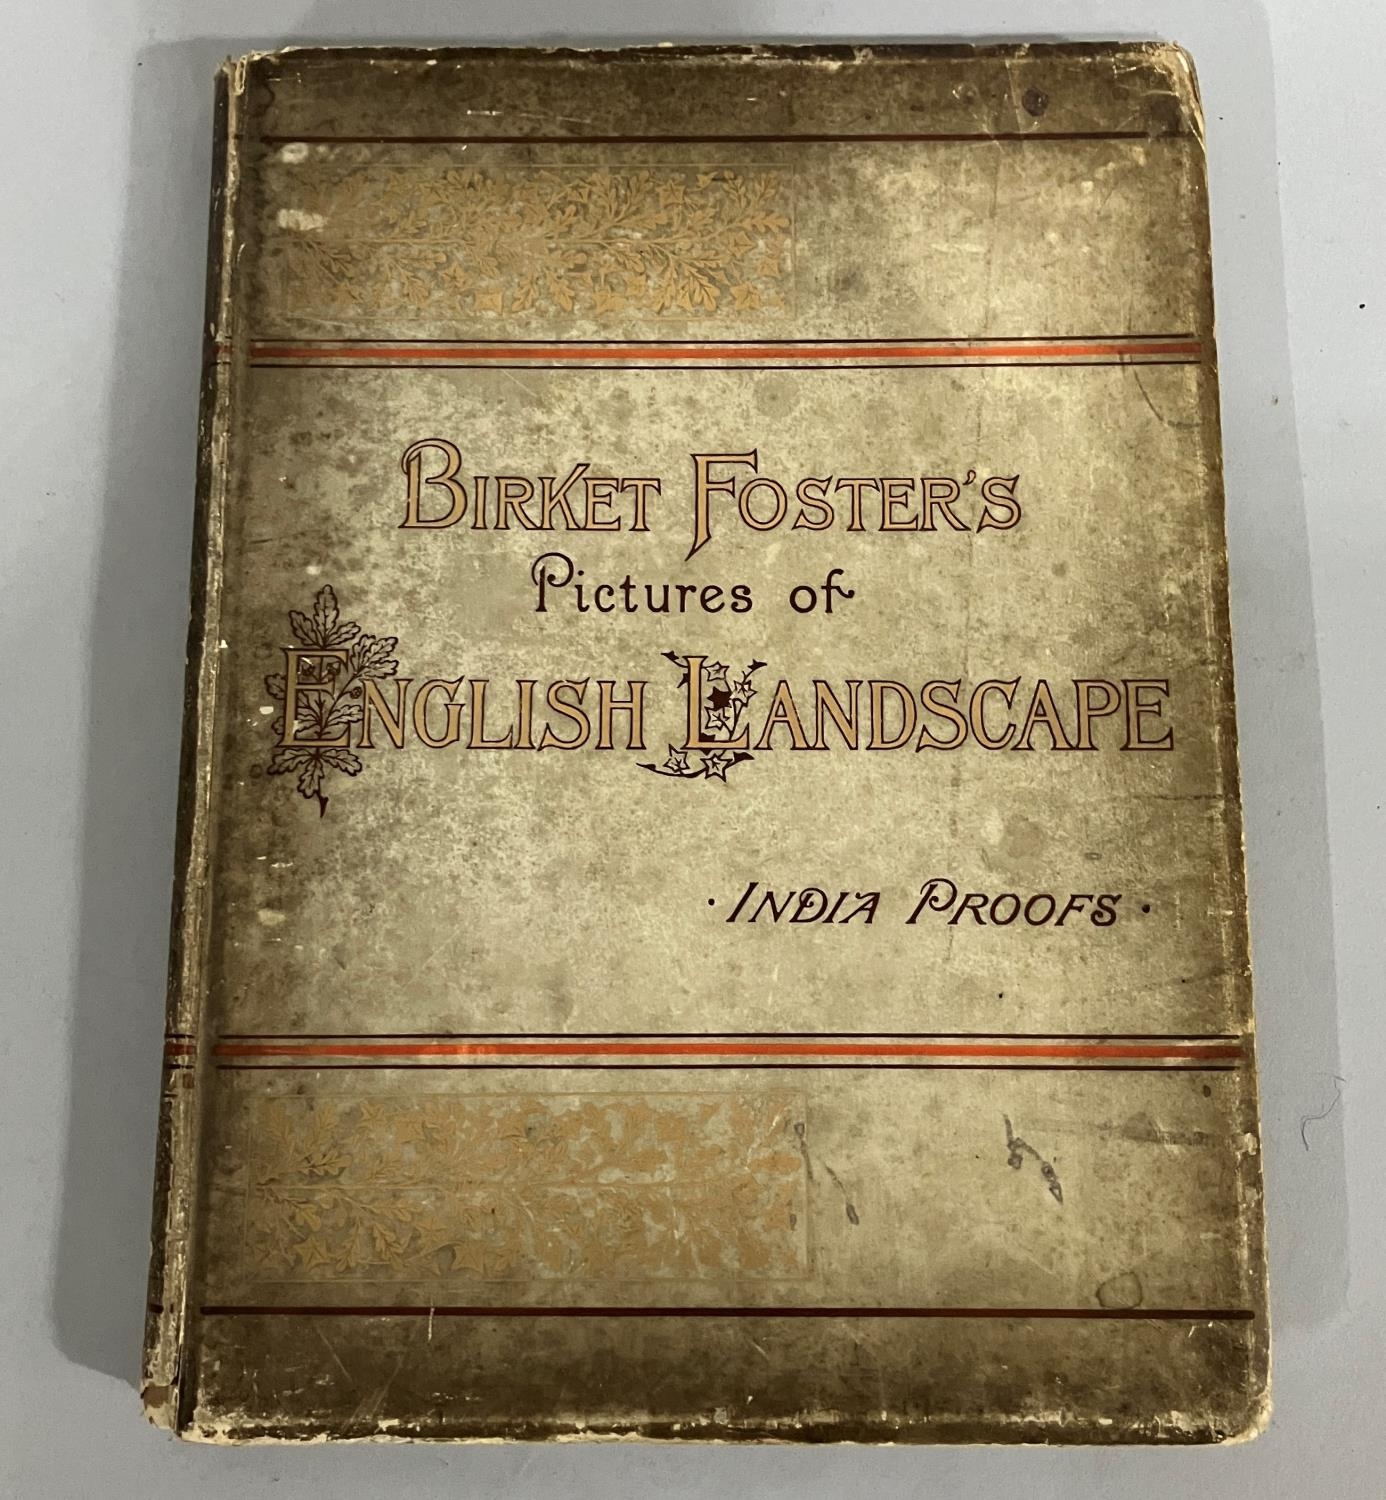 BIRKET FOSTER'S
Pictures of
ENGLISH LANDSCAPE
· INDIA PROOFS ·